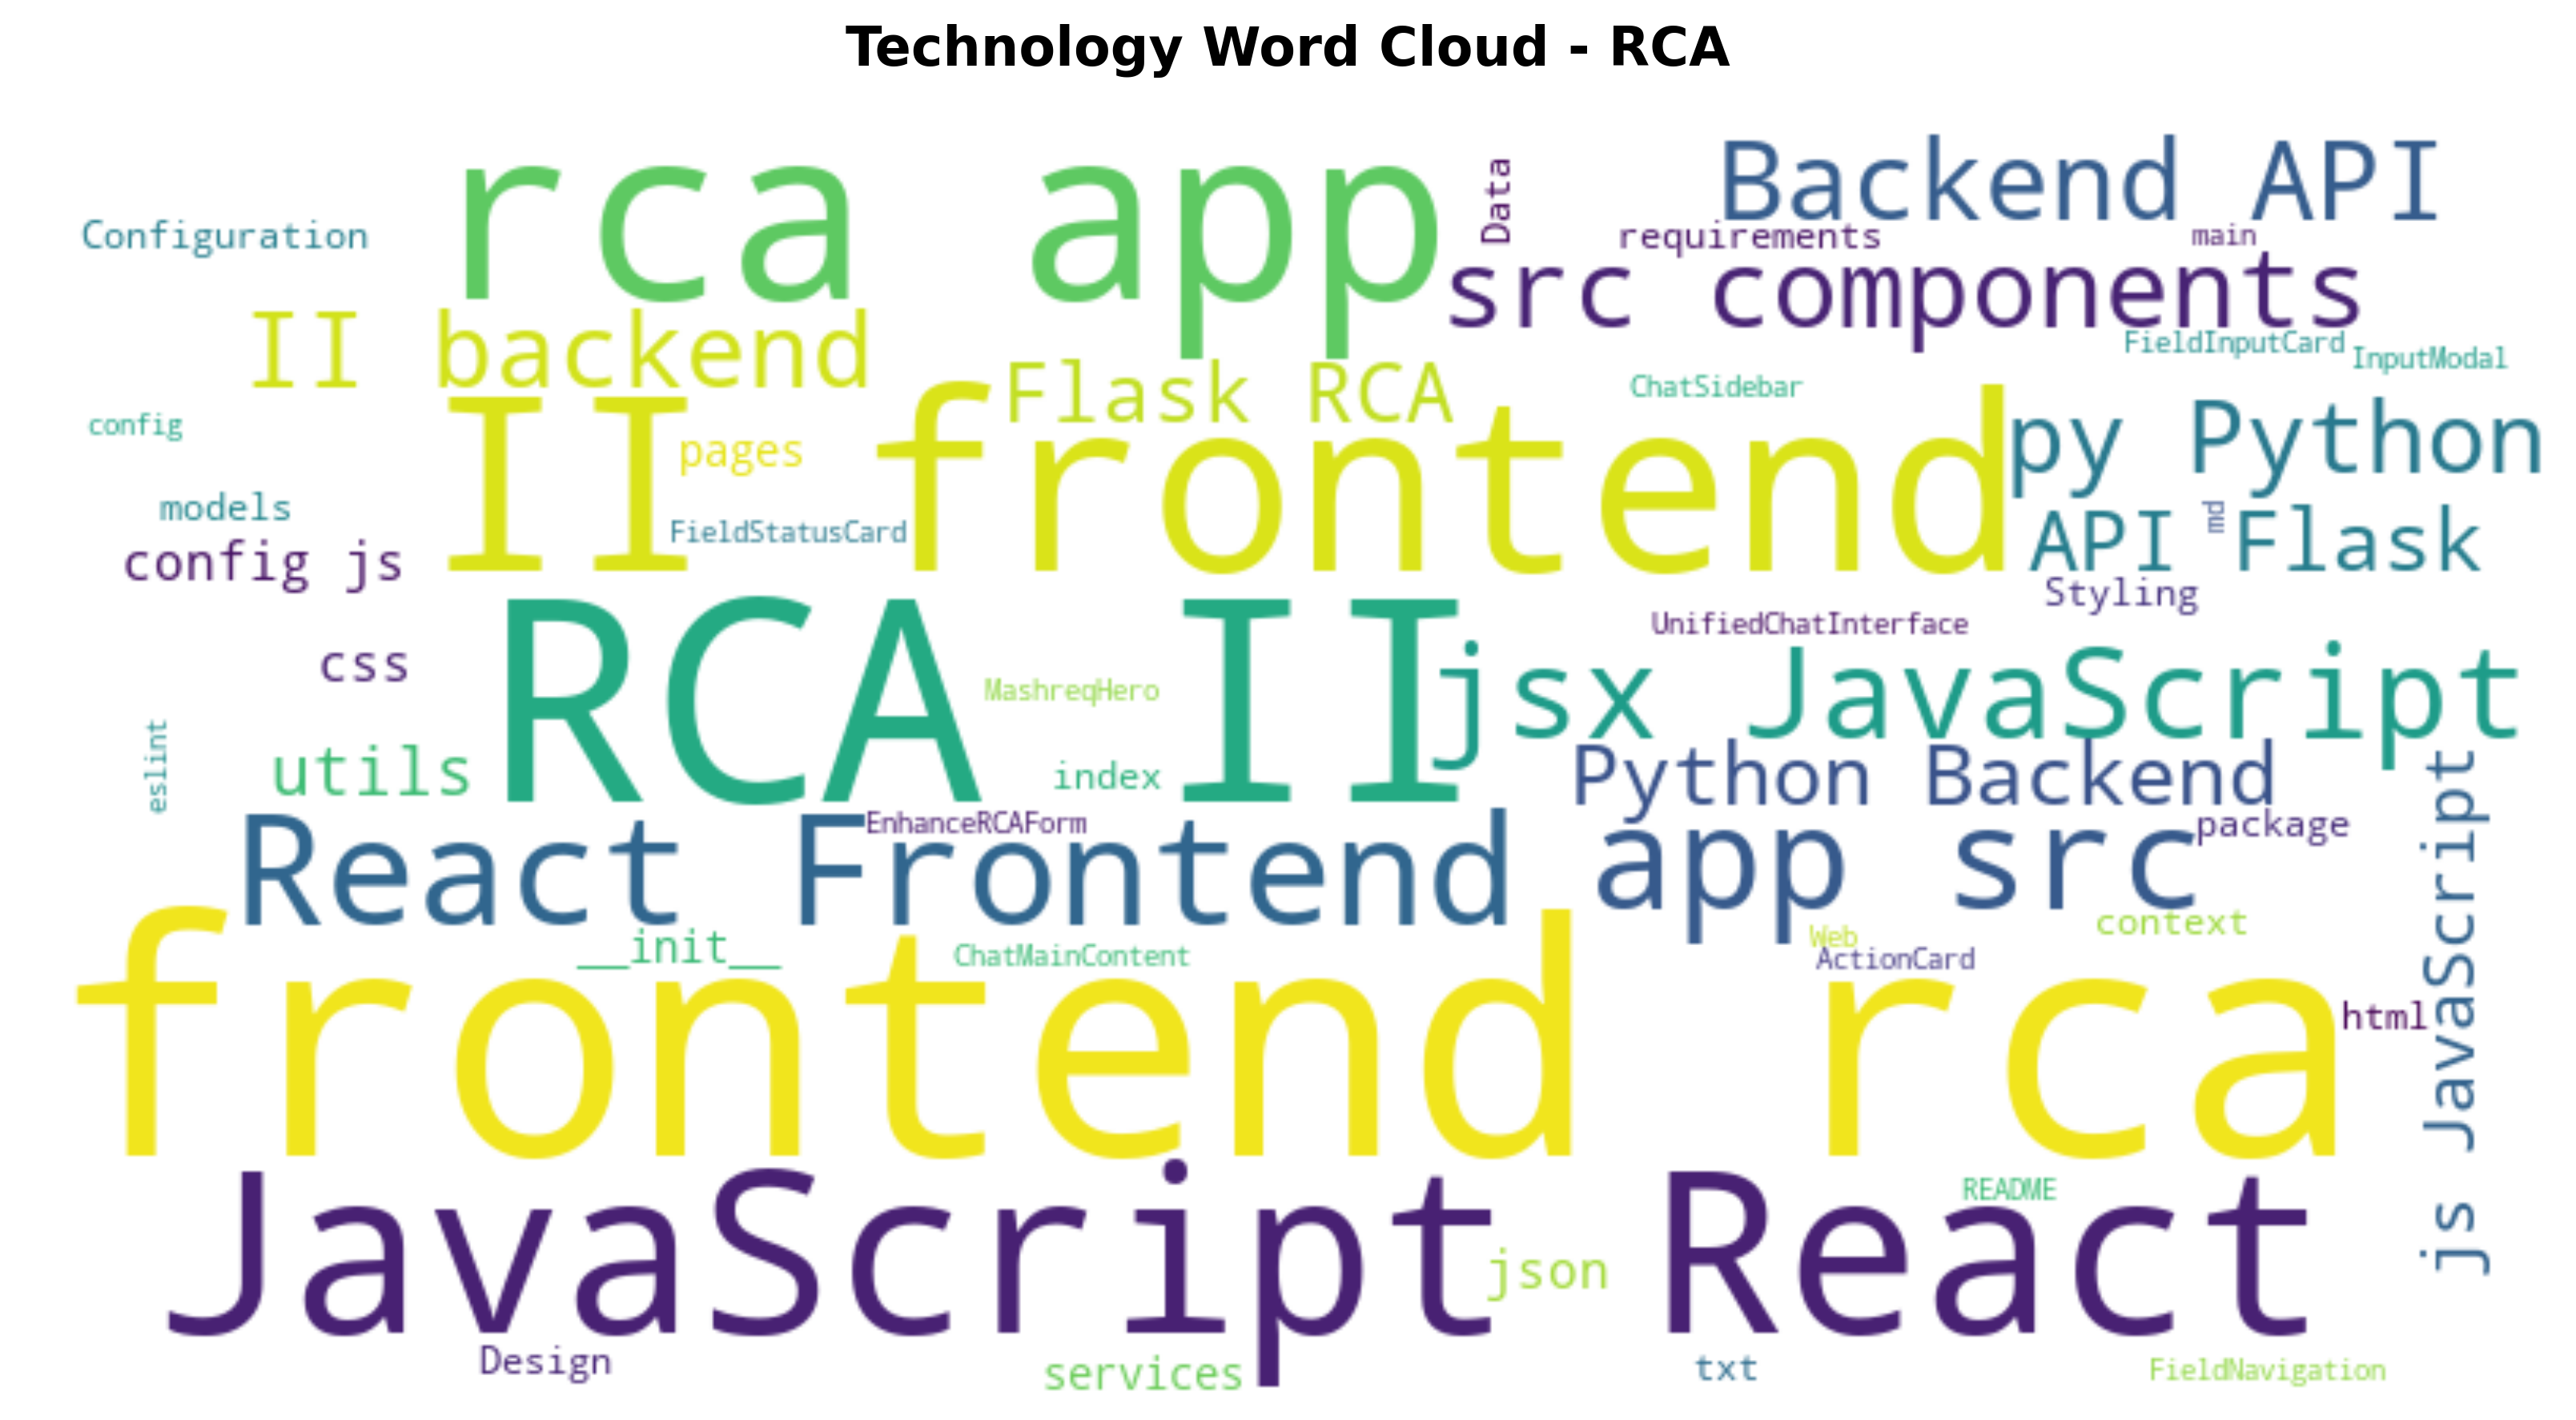 Technology Word Cloud - RCA
rca app
Data
Backend API
Configuration
requirements
main
src components
II backend
FieldInputCard
InputModal
Flask RCA
ChatSidebar
config
II frontend
pages
py Python
models
FieldStatusCard
md
API Flask
config js
Styling
UnifiedChatInterface
css
RCA II
MashreqHero
jsx JavaScript
eslint
utils
index
Python Backend
React Frontend
EnhanceRCAForm
app src
package
js JavaScript
__init__
ChatMainContent
Web
context
ActionCard
frontend rca
html
JavaScript React
README
json
Design
services
txt
FieldNavigation